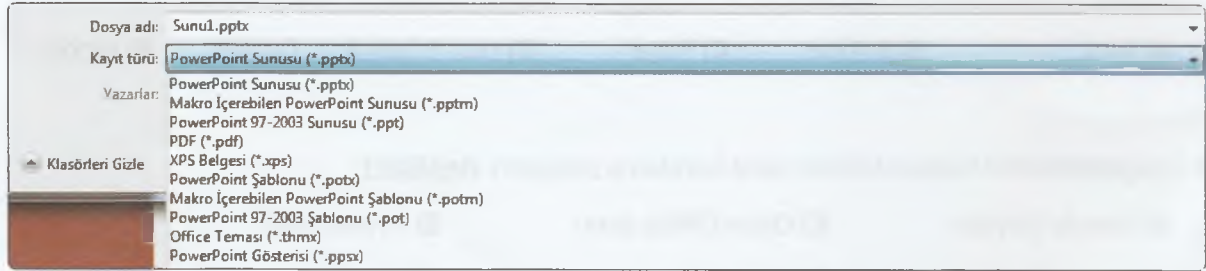 Dosya adı: Sunu1.pptx
Kayıt türü: PowerPoint Sunusu (*.pptx)
Vazarlar: PowerPoint Sunusu (*.pptx)
Makro İçerebilen PowerPoint Sunusu (*.pptm)
PowerPoint 97-2003 Sunusu (*.ppt)
PDF (*.pdf)
Klasörleri Gizle XPS Belgesi (*.xps)
PowerPoint Şablonu (*.potx)
Makro İçerebilen PowerPoint Şablonu (*.potm)
PowerPoint 97-2003 Şablonu (*.pot)
Office Teması (*.thmx)
PowerPoint Gösterisi (*.ppsx)